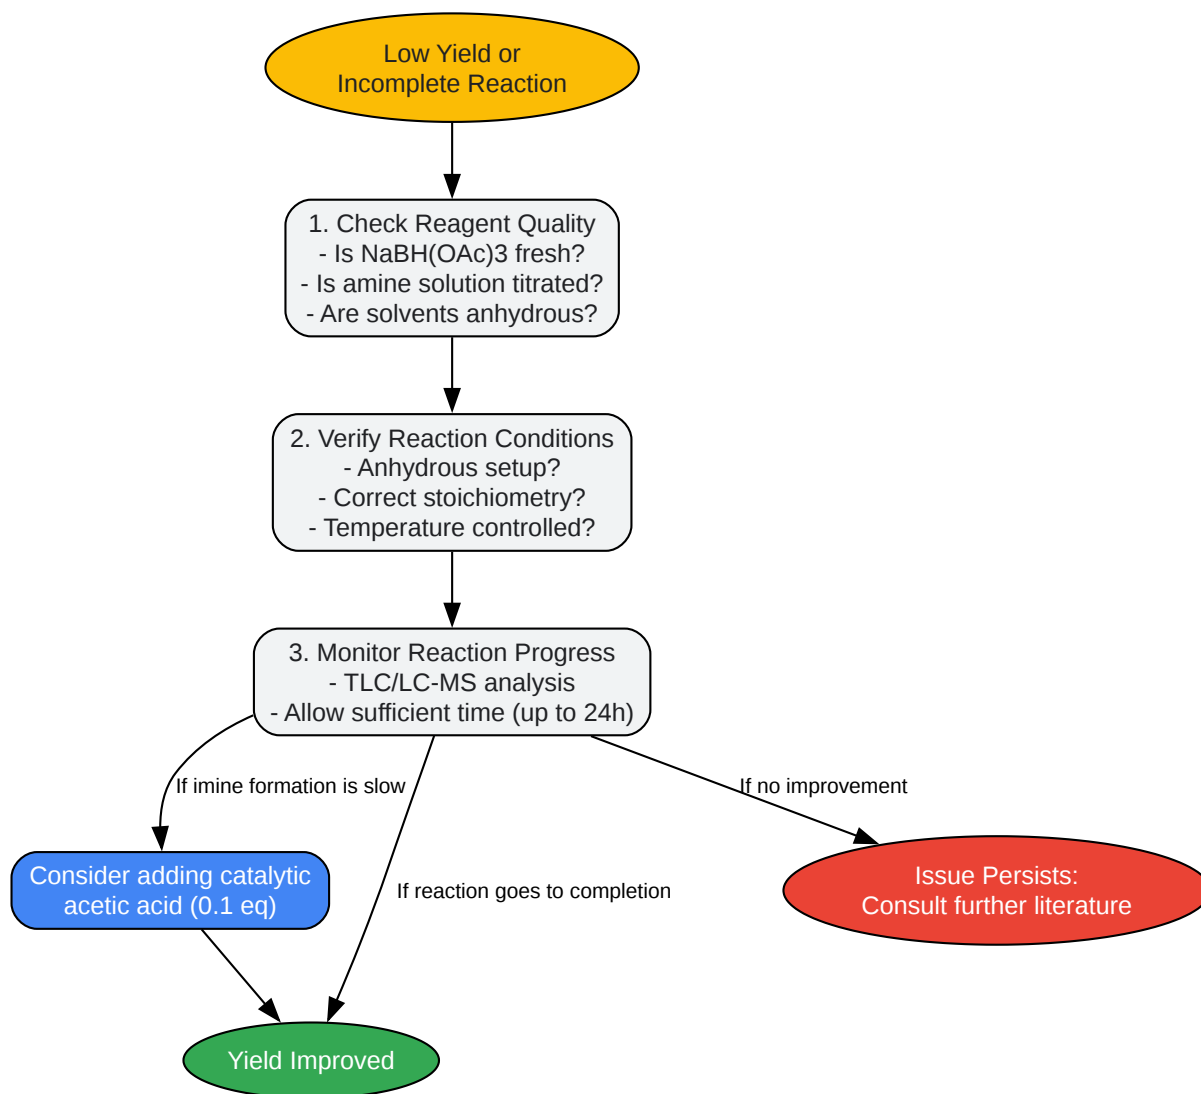 Low Yield or
Incomplete Reaction
1. Check Reagent Quality
- Is NaBH(OAc)3 fresh?
- Is amine solution titrated?
- Are solvents anhydrous?
2. Verify Reaction Conditions
- Anhydrous setup?
- Correct stoichiometry?
- Temperature controlled?
3. Monitor Reaction Progress
- TLC/LC-MS analysis
- Allow sufficient time (up to 24h)
If imine formation is slow
If no improvement
Consider adding catalytic
acetic acid (0.1 eq)
If reaction goes to completion
Issue Persists:
Consult further literature
Yield Improved